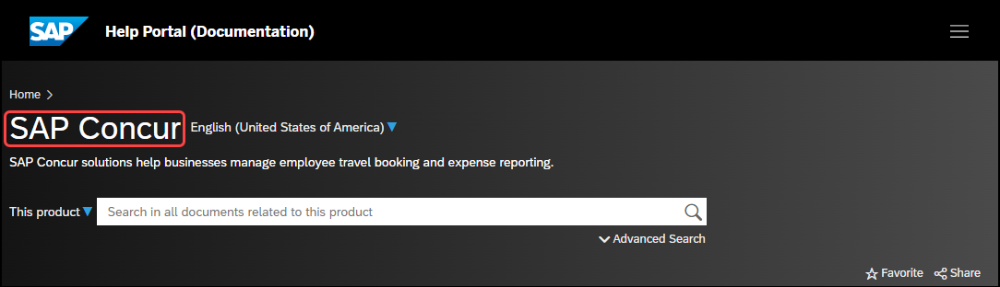 SAP Help Portal (Documentation)
Home
SAP Concur English (United States of America)
SAP Concur solutions help businesses manage employee travel booking and expense reporting.
This product Search in all documents related to this product
Advanced Search
Favorite Share